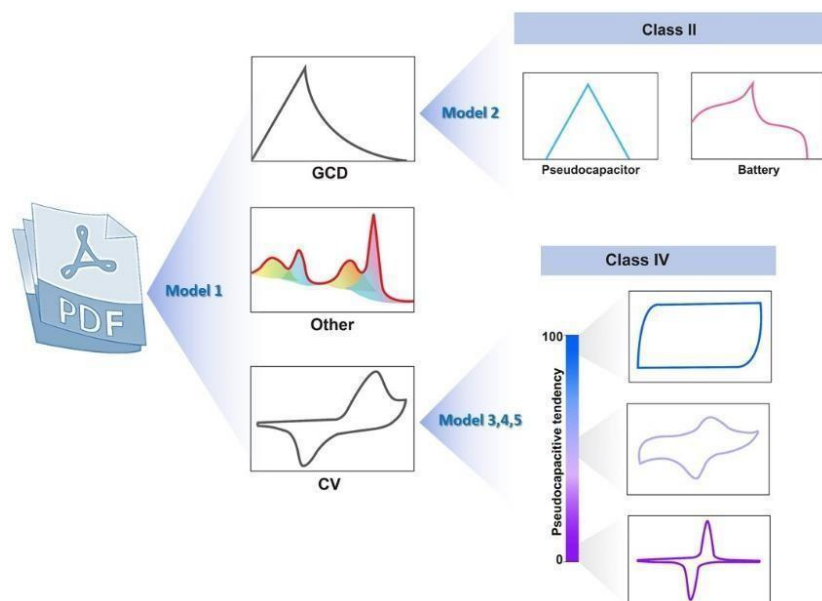 PDF
Model 1
GCD
Other
CV
Model 2
Class II
Pseudocapacitor
Battery
Model 3,4,5
Class IV
Pseudocapacitive tendency
100
0